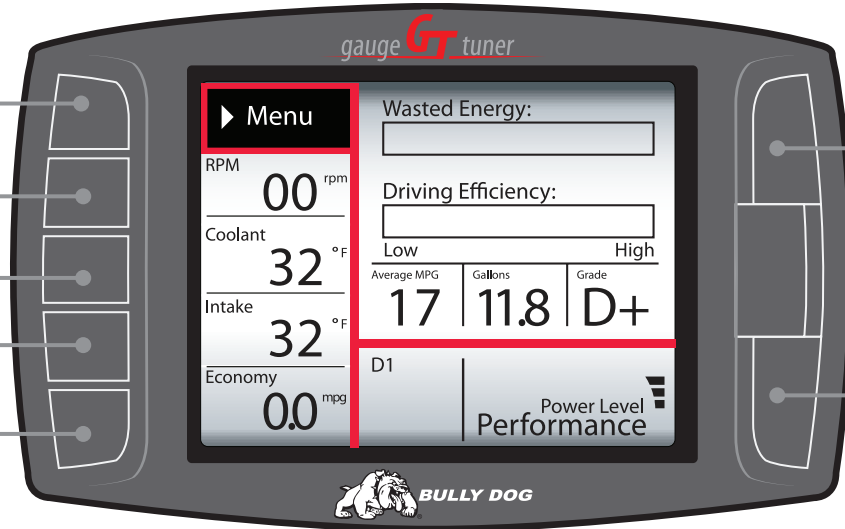 gauge GT tuner
Menu
RPM
00 rpm
Coolant
32 °F
Intake
32 °F
Economy
0.0 mpg
Wasted Energy:
Driving Efficiency:
Low High
Average MPG Gallons Grade
17 11.8 D+
D1
Power Level
Performance
BULLY DOG